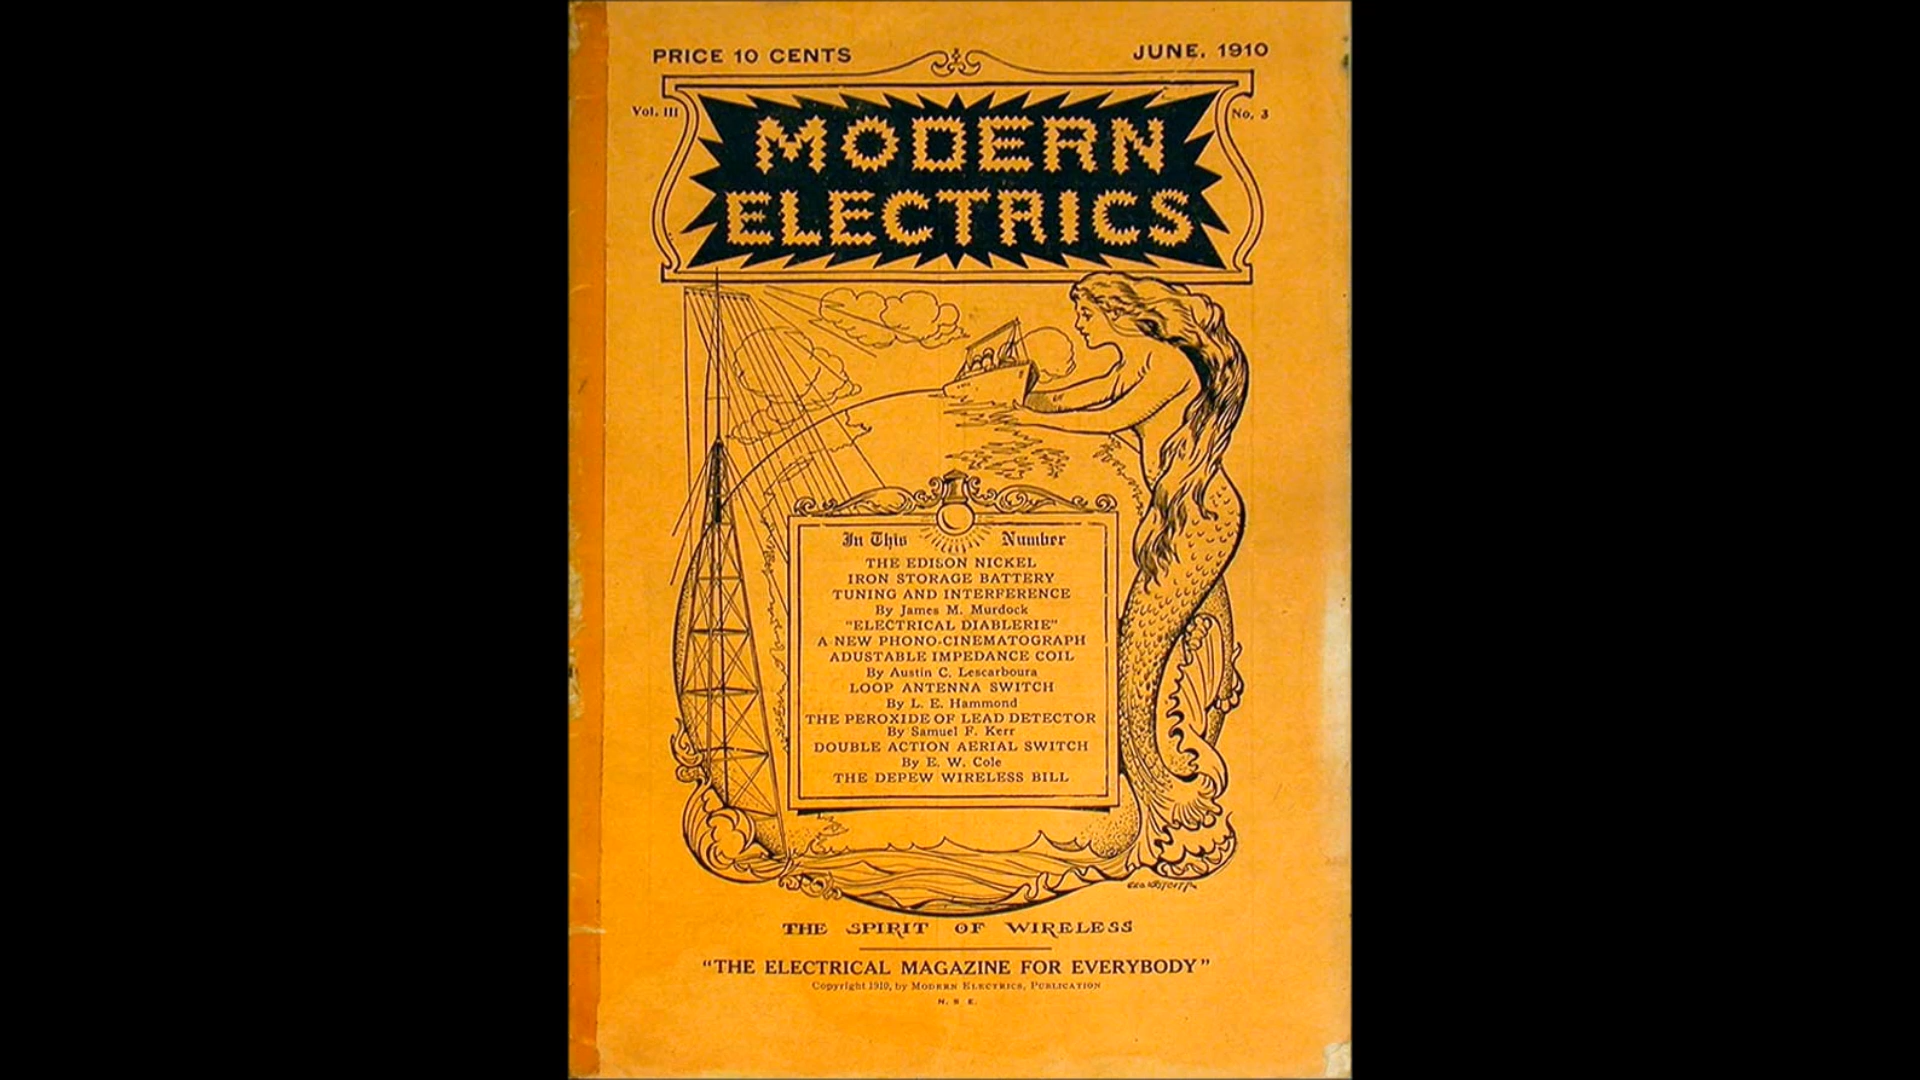 PRICE 10 CENTS
JUNE, 1910
Vol. III
No. 3
MODERN
ELECTRICS
In This Number
THE EDISON NICKEL
IRON STORAGE BATTERY
TUNING AND INTERFERENCE
By James M. Murdock
"ELECTRICAL DIABLERIE"
A NEW PHONO-CINEMATOGRAPH
ADUSTABLE IMPEDANCE COIL
By Austin C. Lescarboura
LOOP ANTENNA SWITCH
By L. E. Hammond
THE PEROXIDE OF LEAD DETECTOR
By Samuel F. Kerr
DOUBLE ACTION AERIAL SWITCH
By E. W. Cole
THE DEPEW WIRELESS BILL
THE SPIRIT OF WIRELESS
"THE ELECTRICAL MAGAZINE FOR EVERYBODY"
Copyright 1910, by MODERN ELECTRICS, PUBLICATION
N. S. E.